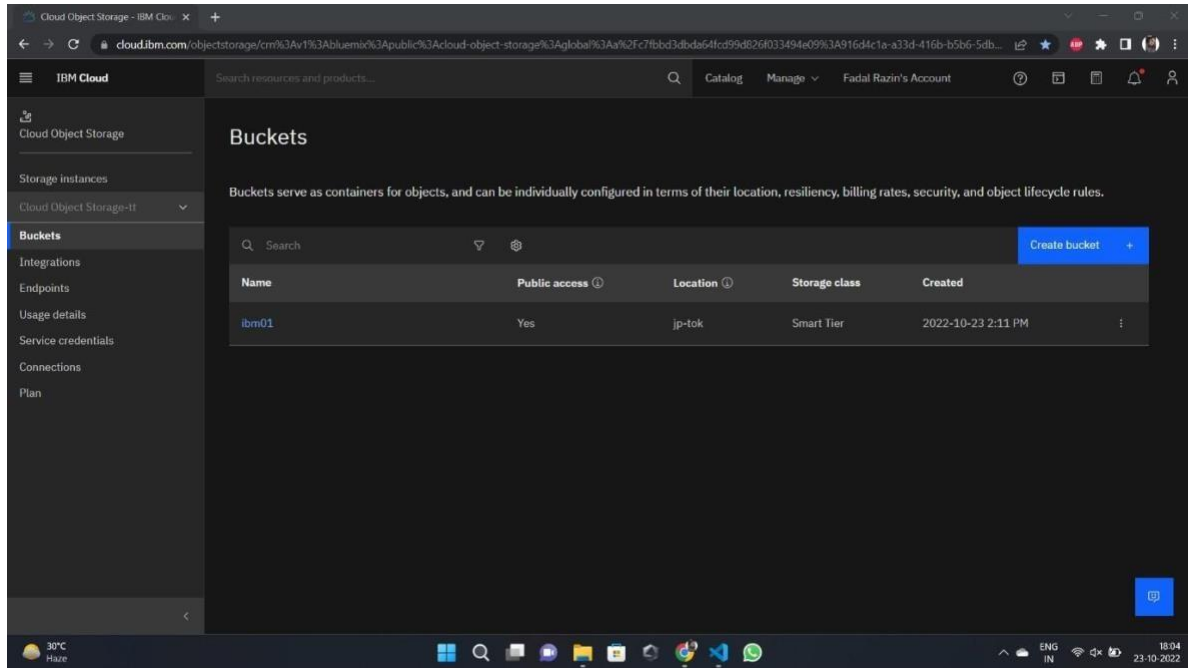 Cloud Object Storage - IBM Clou
cloud.ibm.com/objectstorage/crn%3Av1%3Abluemix%3Apublic%3Acloud-object-storage%3Aglobal%3Aa%2Fc7fbbd3dbda64fcd99d826f033494e09%3A916d4c1a-a33d-416b-b5b6-5db...
IBM Cloud
Search resources and products...
Catalog
Manage
Fadal Razin's Account
Cloud Object Storage
Storage instances
Cloud Object Storage-tt
Buckets
Integrations
Endpoints
Usage details
Service credentials
Connections
Plan
Buckets
Buckets serve as containers for objects, and can be individually configured in terms of their location, resiliency, billing rates, security, and object lifecycle rules.
Search
Create bucket +
Name Public access Location Storage class Created
ibm01 Yes jp-tok Smart Tier 2022-10-23 2:11 PM
30°C
Haze
ENG
IN
18:04
23-10-2022